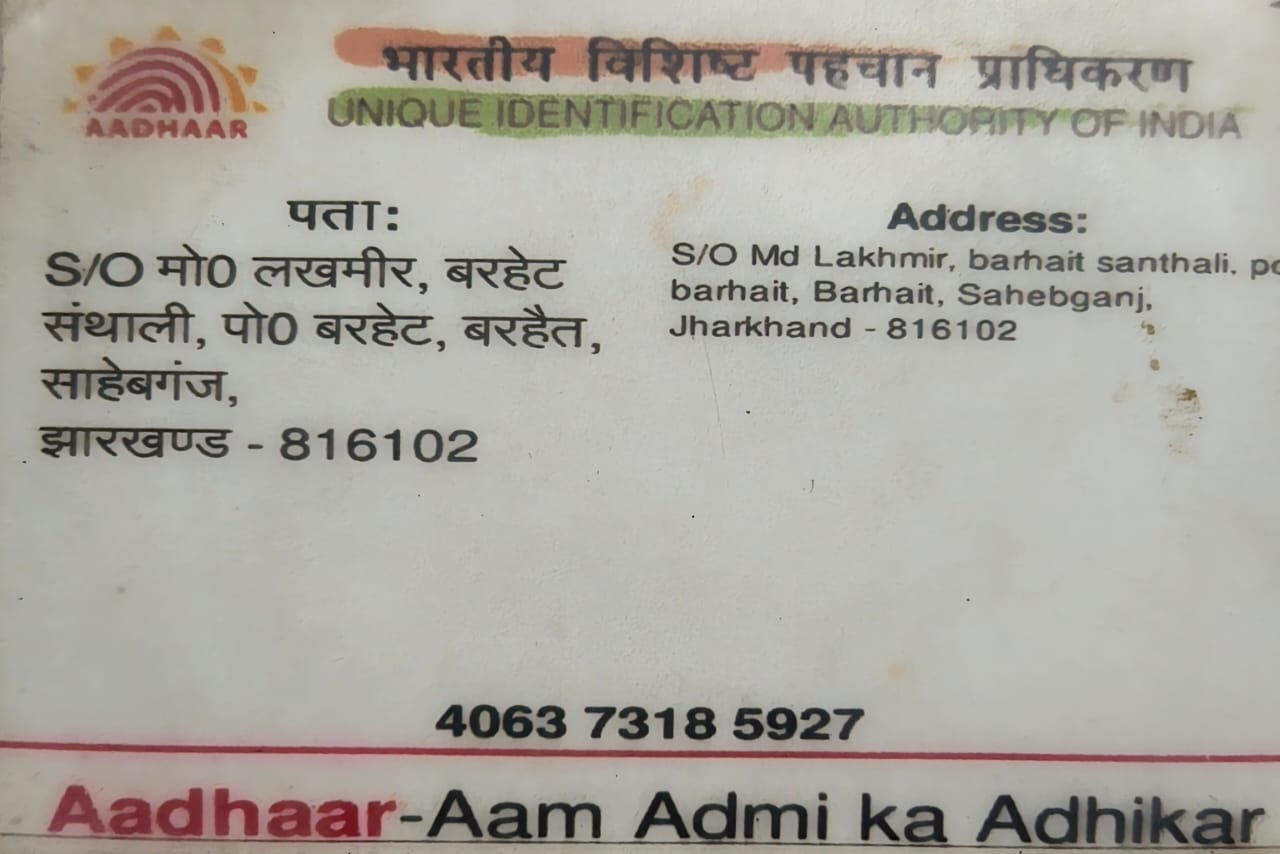 AADHAAR
भारतीय विशिष्ट पहचान प्राधिकरण
UNIQUE IDENTIFICATION AUTHORITY OF INDIA
पता:
S/O मो0 लखमीर, बरहेट
संथाली, पो0 बरहेट, बरहैत,
साहेबगंज,
झारखण्ड - 816102
Address:
S/O Md Lakhmir, barhait santhali, po
barhait, Barhait, Sahebganj,
Jharkhand - 816102
4063 7318 5927
Aadhaar-Aam Admi ka Adhikar